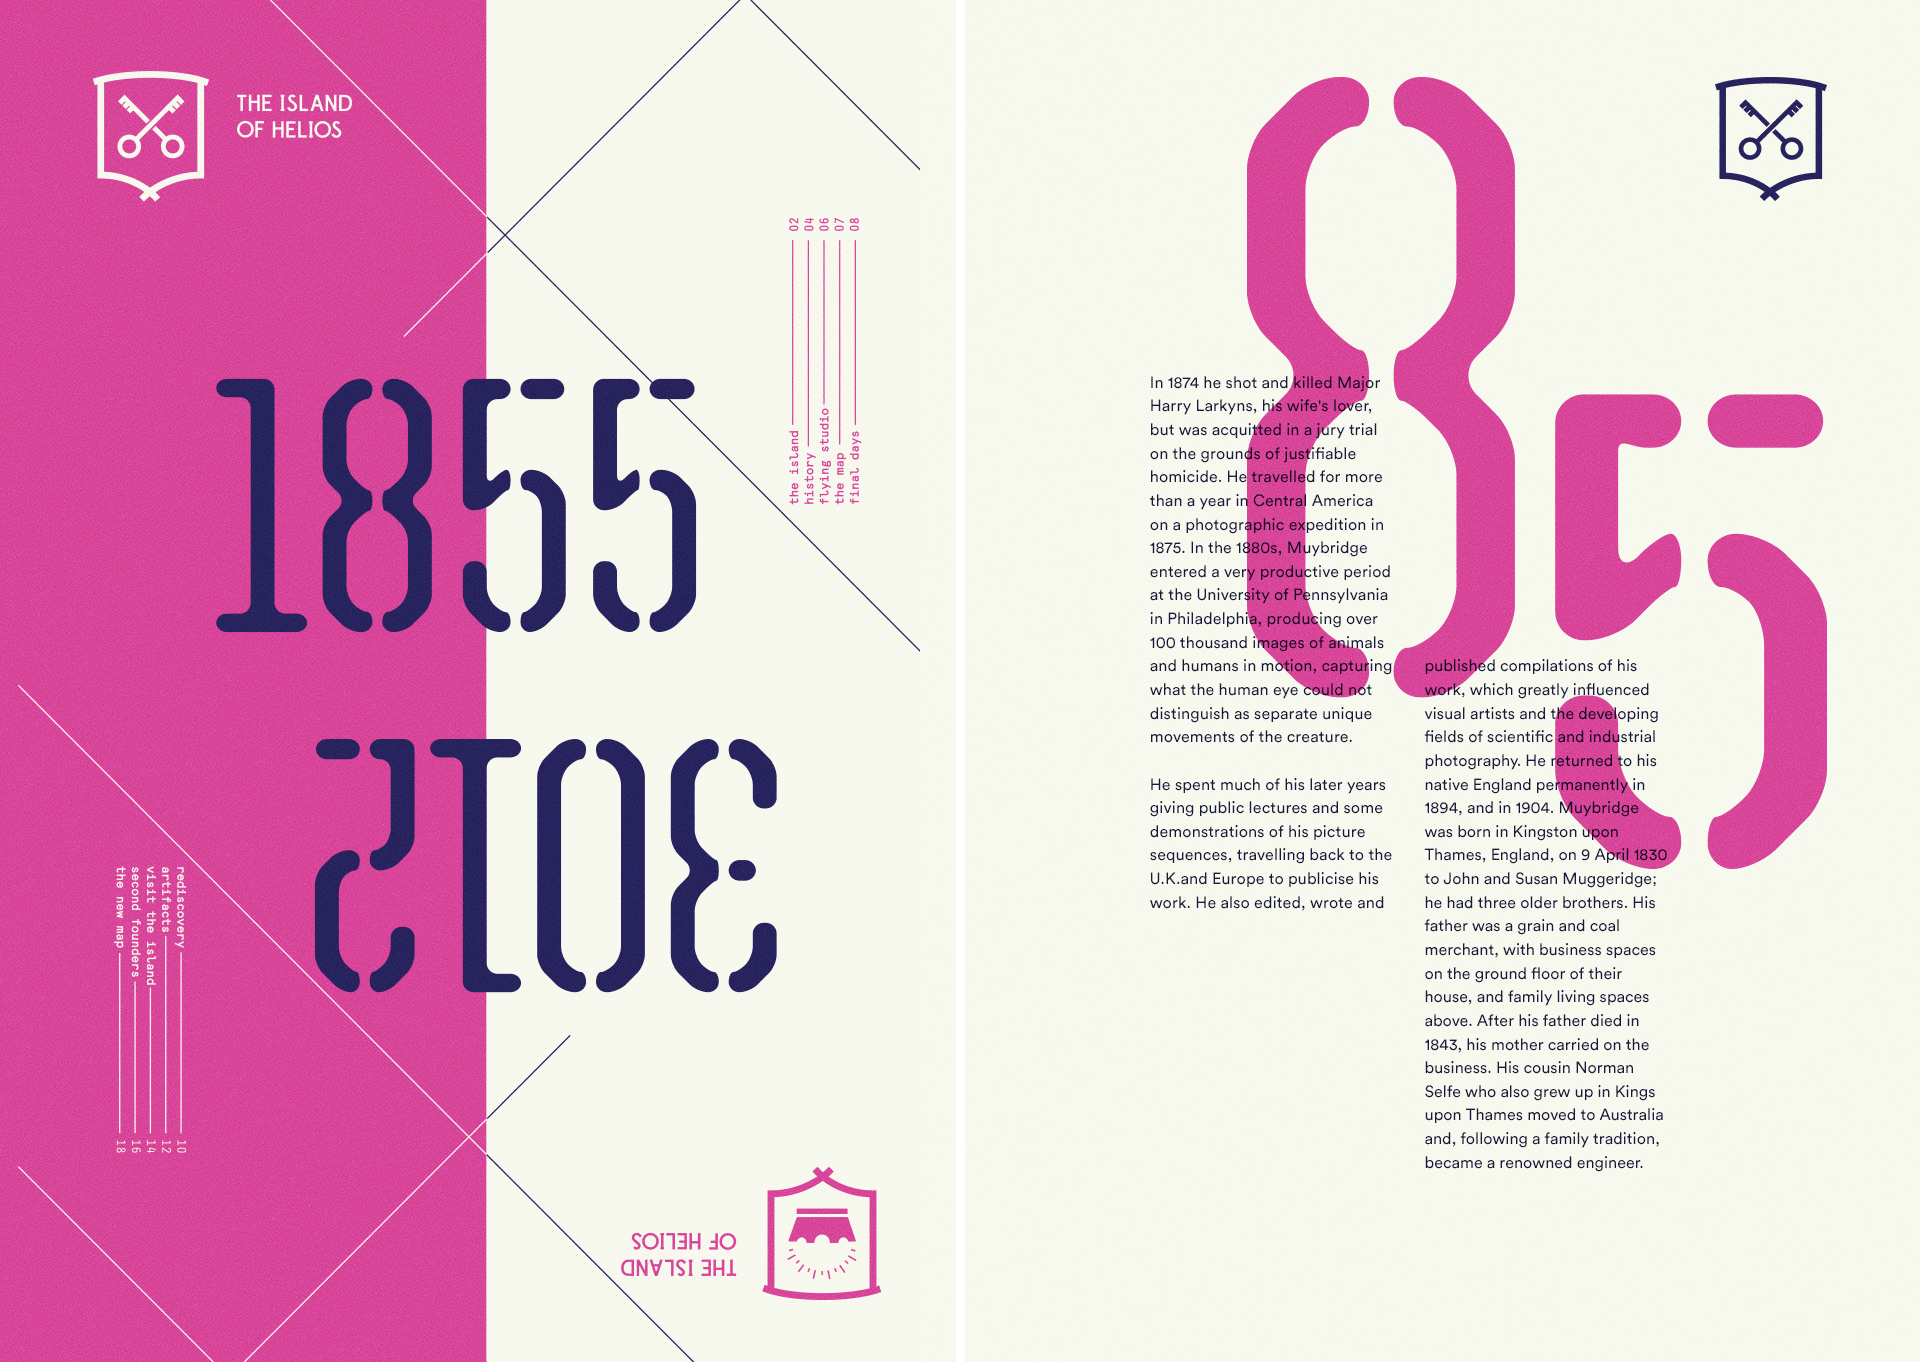 THE ISLAND
OF HELIOS
the island 02
history 04
flying studio 06
the map 07
final days 08
1855
3012
rediscovery 10
artifacts 12
visit the island 14
second founders 16
the new map 18
THE ISLAND
OF HELIOS
85
In 1874 he shot and killed Major
Harry Larkyns, his wife's lover,
but was acquitted in a jury trial
on the grounds of justifiable
homicide. He travelled for more
than a year in Central America
on a photographic expedition in
1875. In the 1880s, Muybridge
entered a very productive period
at the University of Pennsylvania
in Philadelphia, producing over
100 thousand images of animals
and humans in motion, capturing
what the human eye could not
distinguish as separate unique
movements of the creature.
He spent much of his later years
giving public lectures and some
demonstrations of his picture
sequences, travelling back to the
U.K.and Europe to publicise his
work. He also edited, wrote and
published compilations of his
work, which greatly influenced
visual artists and the developing
fields of scientific and industrial
photography. He returned to his
native England permanently in
1894, and in 1904. Muybridge
was born in Kingston upon
Thames, England, on 9 April 1830
to John and Susan Muggeridge;
he had three older brothers. His
father was a grain and coal
merchant, with business spaces
on the ground floor of their
house, and family living spaces
above. After his father died in
1843, his mother carried on the
business. His cousin Norman
Selfe who also grew up in Kings
upon Thames moved to Australia
and, following a family tradition,
became a renowned engineer.